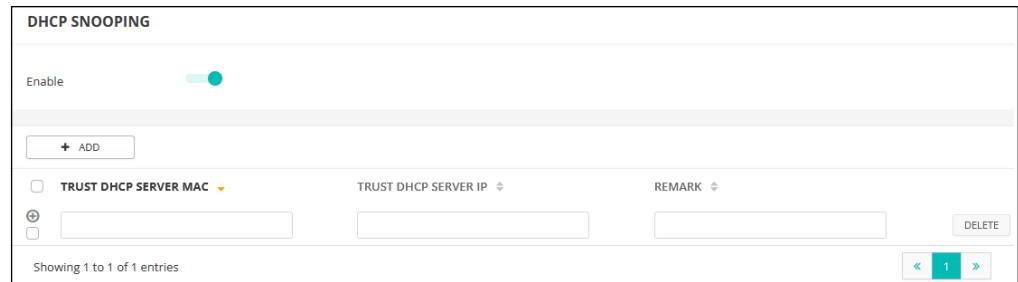 DHCP SNOOPING
Enable
+ ADD
TRUST DHCP SERVER MAC TRUST DHCP SERVER IP REMARK
DELETE
Showing 1 to 1 of 1 entries « 1 »